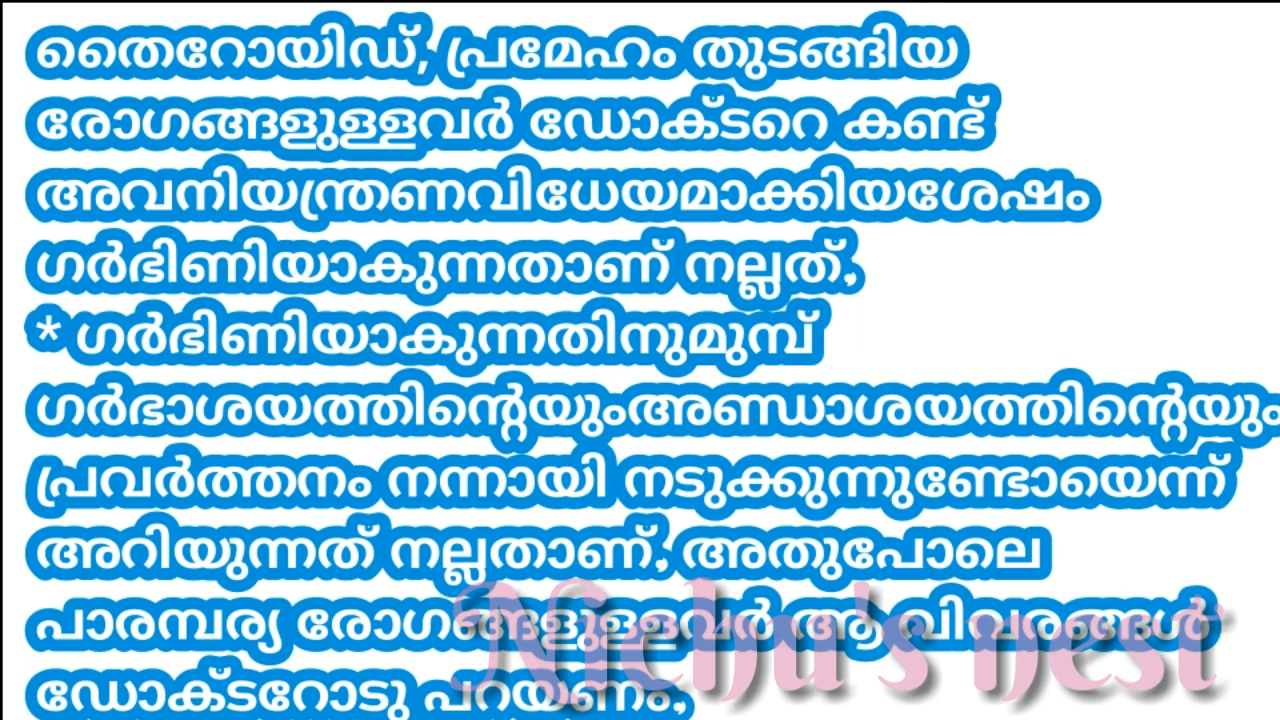 തൈറോയിഡ്, പ്രമേഹം തുടങ്ങിയ
രോഗങ്ങളുള്ളവർ ഡോക്ടറെ കണ്ട്
അവനിയന്ത്രണവിധേയമാക്കിയശേഷം
ഗർഭിണിയാകുന്നതാണ് നല്ലത്,
* ഗർഭിണിയാകുന്നതിനുമുമ്പ്
ഗർഭാശയത്തിന്റെയുംഅണ്ഡാശയത്തിന്റെയും
പ്രവർത്തനം നന്നായി നടുക്കുന്നുണ്ടോയെന്ന്
അറിയുന്നത് നല്ലതാണ്, അതുപോലെ
പാരമ്പര്യ രോഗങ്ങളുള്ളവർ ആ വിവരങ്ങൾ
ഡോക്ടറോടു പറയണം,
Nichu's nest